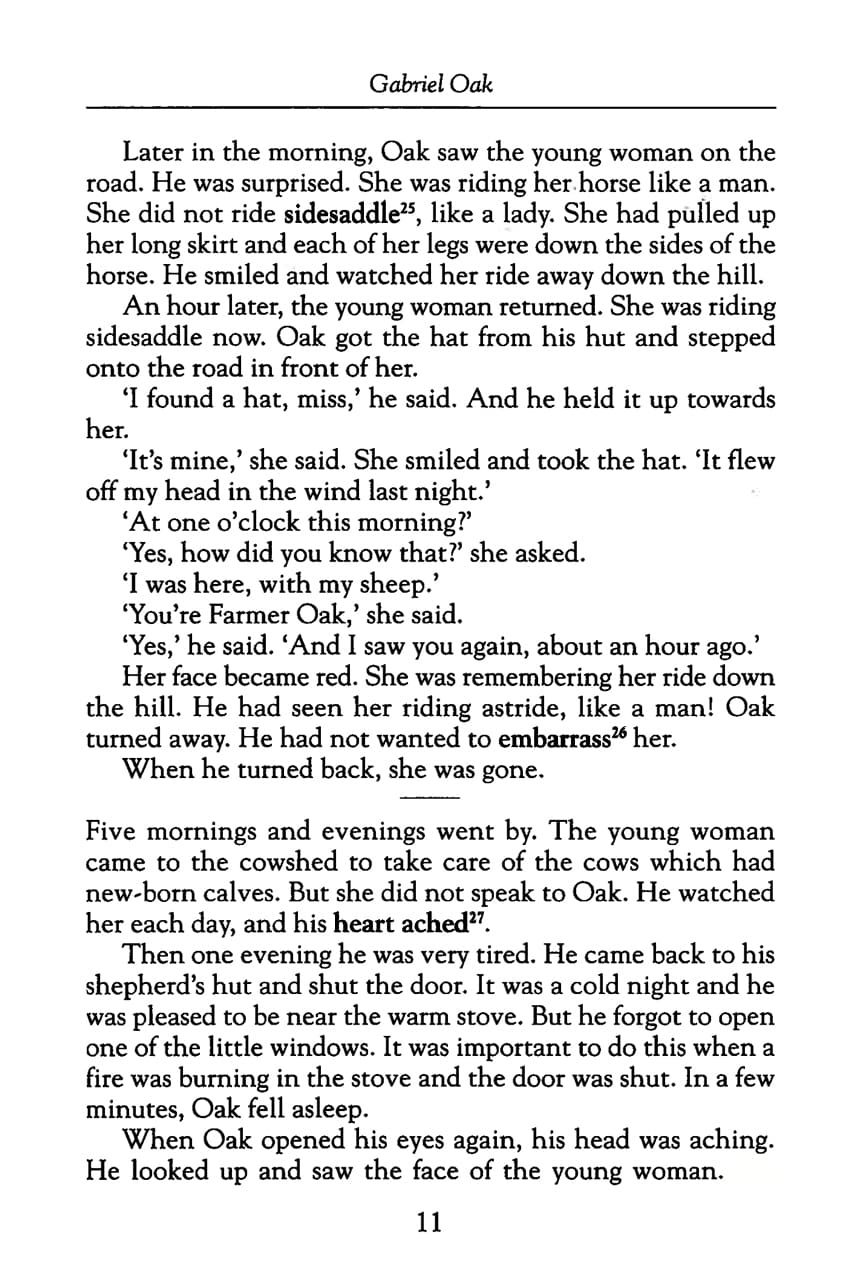 Gabriel Oak
Later in the morning, Oak saw the young woman on the
road. He was surprised. She was riding her horse like a man.
She did not ride sidesaddle²⁵, like a lady. She had pulled up
her long skirt and each of her legs were down the sides of the
horse. He smiled and watched her ride away down the hill.
An hour later, the young woman returned. She was riding
sidesaddle now. Oak got the hat from his hut and stepped
onto the road in front of her.
‘I found a hat, miss,’ he said. And he held it up towards
her.
‘It’s mine,’ she said. She smiled and took the hat. ‘It flew
off my head in the wind last night.’
‘At one o’clock this morning?’
‘Yes, how did you know that?’ she asked.
‘I was here, with my sheep.’
‘You’re Farmer Oak,’ she said.
‘Yes,’ he said. ‘And I saw you again, about an hour ago.’
Her face became red. She was remembering her ride down
the hill. He had seen her riding astride, like a man! Oak
turned away. He had not wanted to embarrass²⁶ her.
When he turned back, she was gone.
Five mornings and evenings went by. The young woman
came to the cowshed to take care of the cows which had
new-born calves. But she did not speak to Oak. He watched
her each day, and his heart ached²⁷.
Then one evening he was very tired. He came back to his
shepherd’s hut and shut the door. It was a cold night and he
was pleased to be near the warm stove. But he forgot to open
one of the little windows. It was important to do this when a
fire was burning in the stove and the door was shut. In a few
minutes, Oak fell asleep.
When Oak opened his eyes again, his head was aching.
He looked up and saw the face of the young woman.
11